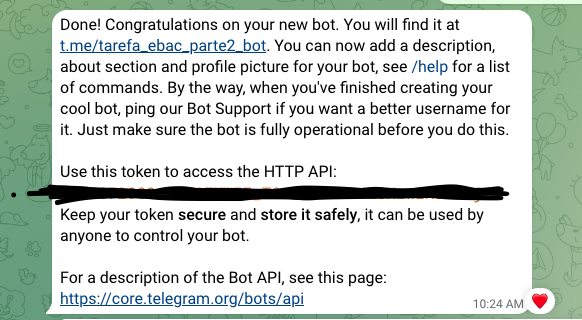 Done! Congratulations on your new bot. You will find it at
t.me/tarefa_ebac_parte2_bot. You can now add a description,
about section and profile picture for your bot, see /help for a list
of commands. By the way, when you've finished creating your
cool bot, ping our Bot Support if you want a better username for
it. Just make sure the bot is fully operational before you do this.
Use this token to access the HTTP API:
Keep your token secure and store it safely, it can be used by
anyone to control your bot.
For a description of the Bot API, see this page:
https://core.telegram.org/bots/api
10:24 AM